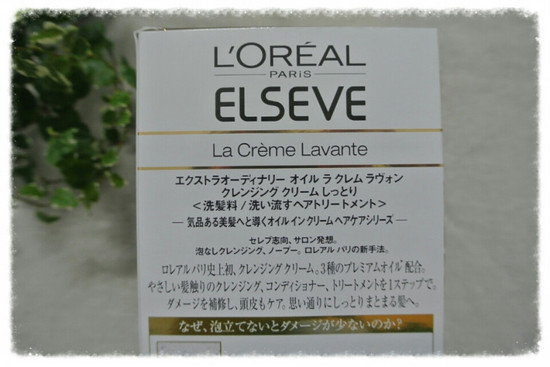 L'ORÉAL
PARIS
ELSEVE
La Crème Lavante
エクストラオーディナリー オイル ラ クレム ラヴォン
クレンジング クリーム しっとり
<洗髪料/洗い流すヘアトリートメント>
―気品ある美髪へと導くオイル イン クリーム ヘアケアシリーズ―
セレブ志向、サロン発想。
泡なしクレンジング、ノープー。ロレアル パリの新手法。
ロレアル パリ史上初、クレンジングクリーム。3種のプレミアムオイル*配合。
やさしい髪触りのクレンジング、コンディショナー、トリートメントを1ステップで。
ダメージを補修し、頭皮もケア。思い通りにしっとりまとまる髪へ。
なぜ、泡立てないとダメージが少ないのか?